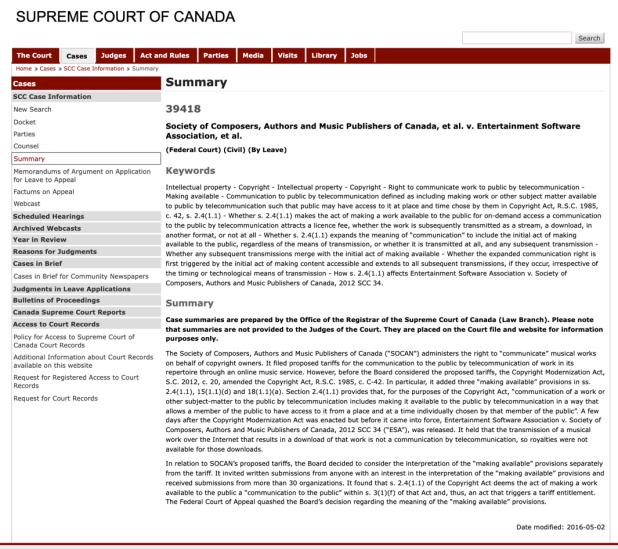 SUPREME COURT OF CANADA
Search
The Court Cases Judges Act and Rules Parties Media Visits Library Jobs
Home » Cases » SCC Case Information » Summary
Cases
SCC Case Information
New Search
Docket
Parties
Counsel
Summary
Memorandums of Argument on Application
for Leave to Appeal
Factums on Appeal
Webcast
Scheduled Hearings
Archived Webcasts
Year in Review
Reasons for Judgments
Cases in Brief
Cases in Brief for Community Newspapers
Judgments in Leave Applications
Bulletins of Proceedings
Canada Supreme Court Reports
Access to Court Records
Policy for Access to Supreme Court of
Canada Court Records
Additional Information about Court Records
available on this website
Request for Registered Access to Court
Records
Request for Court Records
Summary
39418
Society of Composers, Authors and Music Publishers of Canada, et al. v. Entertainment Software
Association, et al.
(Federal Court) (Civil) (By Leave)
Keywords
Intellectual property - Copyright - Intellectual property - Copyright - Right to communicate work to public by telecommunication -
Making available - Communication to public by telecommunication defined as including making work or other subject matter available
to public by telecommunication such that public may have access to it at place and time chose by them in Copyright Act, R.S.C. 1985,
c. 42, s. 2.4(1.1) - Whether s. 2.4(1.1) makes the act of making a work available to the public for on-demand access a communication
to the public by telecommunication attracts a licence fee, whether the work is subsequently transmitted as a stream, a download, in
another format, or not at all - Whether s. 2.4(1.1) expands the meaning of "communication" to include the initial act of making
available to the public, regardless of the means of transmission, or whether it is transmitted at all, and any subsequent transmission -
Whether any subsequent transmissions merge with the initial act of making available - Whether the expanded communication right is
first triggered by the initial act of making content accessible and extends to all subsequent transmissions, if they occur, irrespective of
the timing or technological means of transmission - How s. 2.4(1.1) affects Entertainment Software Association v. Society of
Composers, Authors and Music Publishers of Canada, 2012 SCC 34.
Summary
Case summaries are prepared by the Office of the Registrar of the Supreme Court of Canada (Law Branch). Please note
that summaries are not provided to the Judges of the Court. They are placed on the Court file and website for information
purposes only.
The Society of Composers, Authors and Music Publishers of Canada ("SOCAN") administers the right to "communicate" musical works
on behalf of copyright owners. It filed proposed tariffs for the communication to the public by telecommunication of work in its
repertoire through an online music service. However, before the Board considered the proposed tariffs, the Copyright Modernization Act,
S.C. 2012, c. 20, amended the Copyright Act, R.S.C. 1985, c. C-42. In particular, it added three "making available" provisions in ss.
2.4(1.1), 15(1.1)(d) and 18(1.1)(a). Section 2.4(1.1) provides that, for the purposes of the Copyright Act, "communication of a work or
other subject-matter to the public by telecommunication includes making it available to the public by telecommunication in a way that
allows a member of the public to have access to it from a place and at a time individually chosen by that member of the public". A few
days after the Copyright Modernization Act was enacted but before it came into force, Entertainment Software Association v. Society of
Composers, Authors and Music Publishers of Canada, 2012 SCC 34 ("ESA"), was released. It held that the transmission of a musical
work over the Internet that results in a download of that work is not a communication by telecommunication, so royalties were not
available for those downloads.
In relation to SOCAN's proposed tariffs, the Board decided to consider the interpretation of the "making available" provisions separately
from the tariff. It invited written submissions from anyone with an interest in the interpretation of the "making available" provisions and
received submissions from more than 30 organizations. It found that s. 2.4(1.1) of the Copyright Act deems the act of making a work
available to the public a "communication to the public" within s. 3(1)(f) of that Act and, thus, an act that triggers a tariff entitlement.
The Federal Court of Appeal quashed the Board's decision regarding the meaning of the "making available" provisions.
Date modified: 2016-05-02